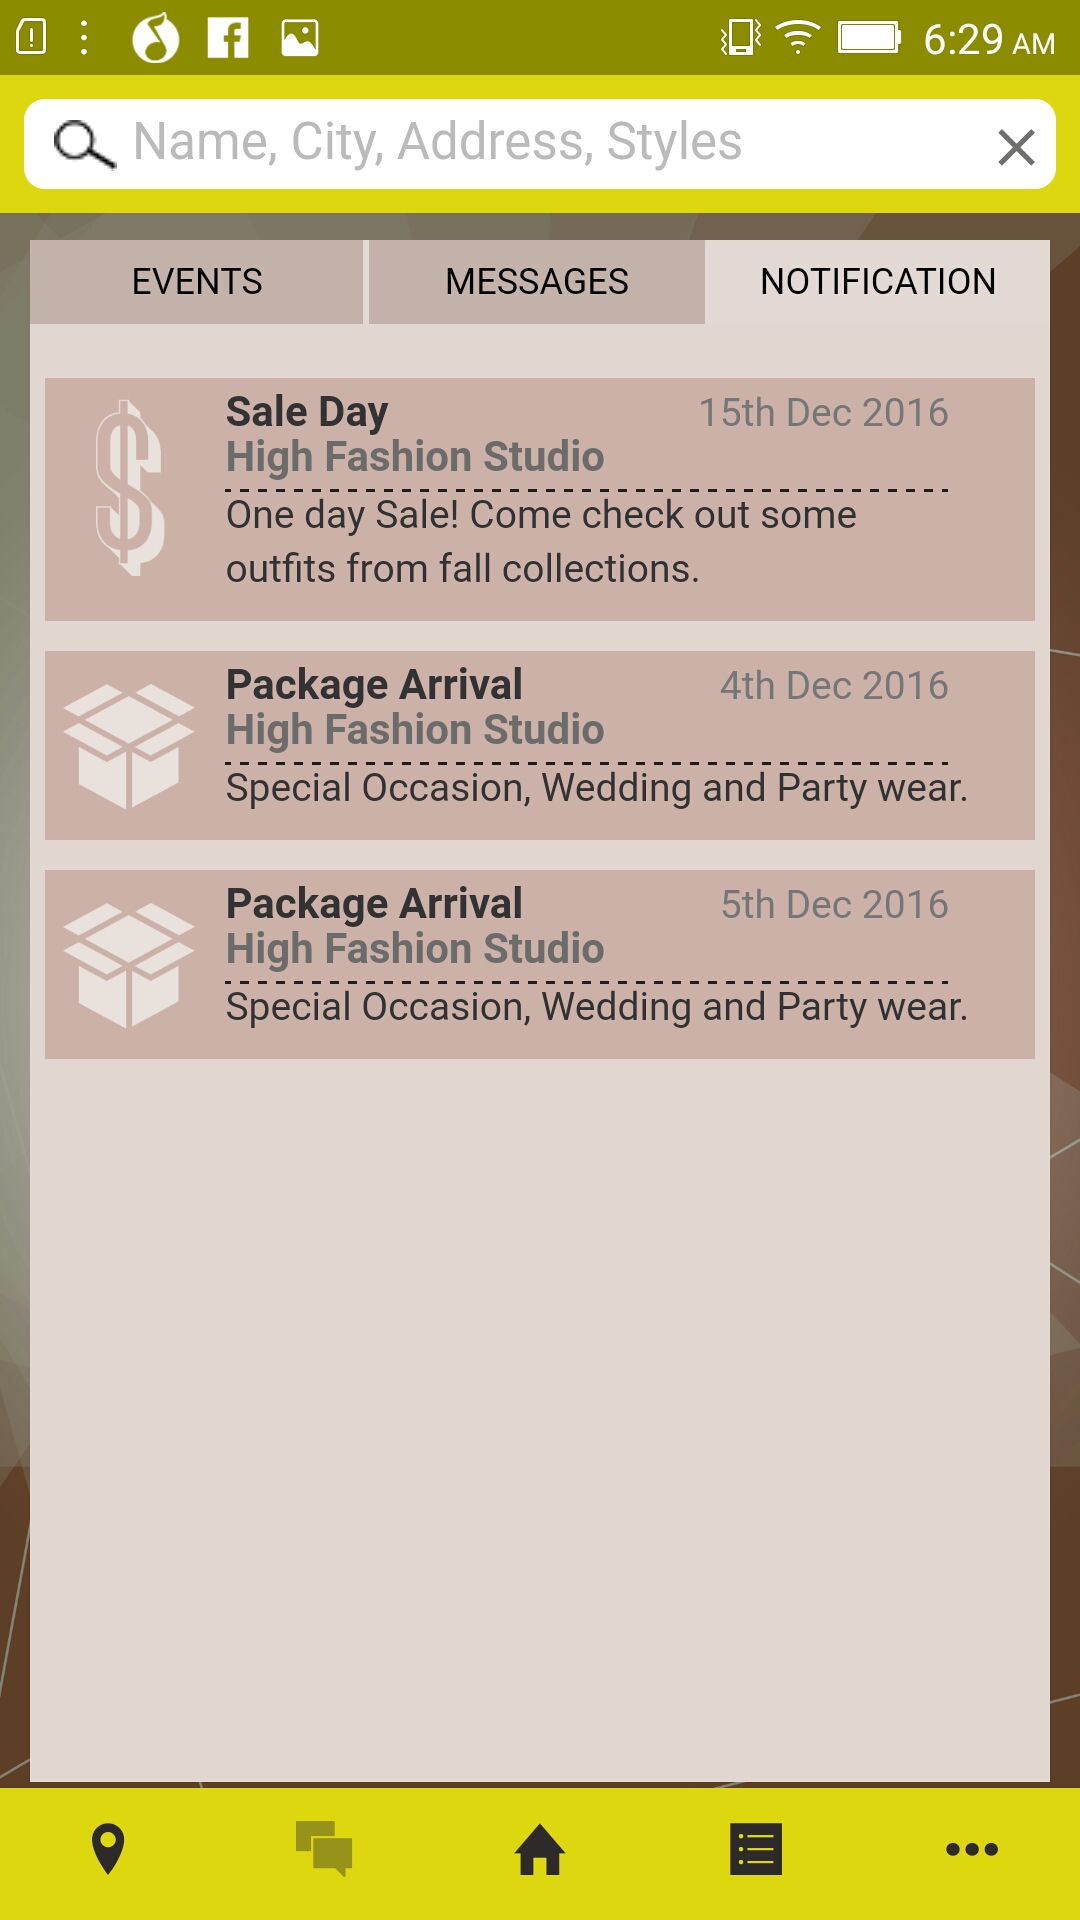 6:29 AM
Name, City, Address, Styles
EVENTS
MESSAGES
NOTIFICATION
Sale Day
15th Dec 2016
High Fashion Studio
One day Sale! Come check out some
outfits from fall collections.
Package Arrival
4th Dec 2016
High Fashion Studio
Special Occasion, Wedding and Party wear.
Package Arrival
5th Dec 2016
High Fashion Studio
Special Occasion, Wedding and Party wear.